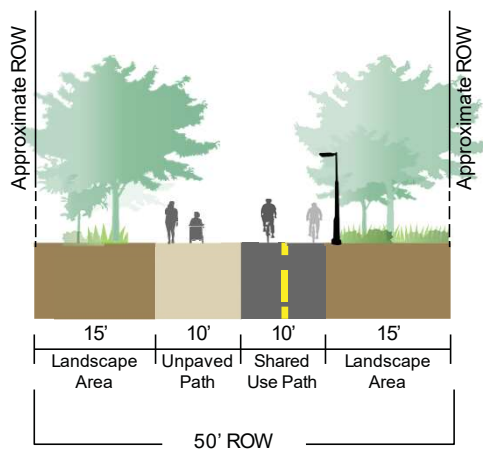 Approximate ROW
Approximate ROW
15’ 10’ 10’ 15’
Landscape Area
Unpaved Path
Shared Use Path
Landscape Area
50’ ROW